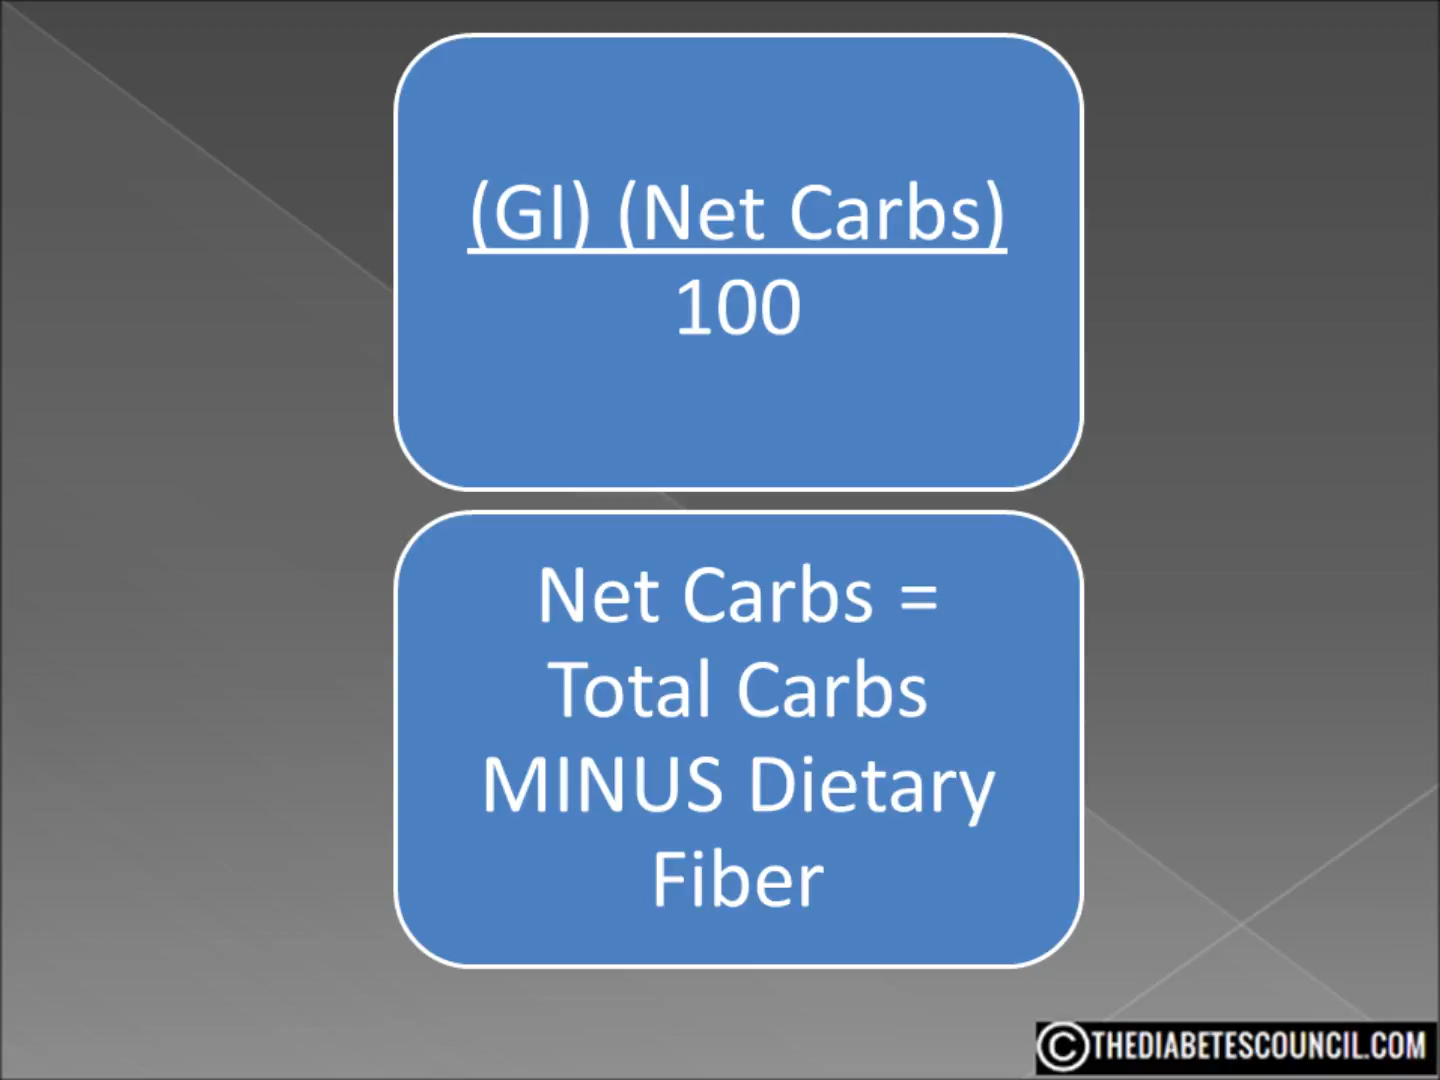 (GI) (Net Carbs)
100
Net Carbs =
Total Carbs
MINUS Dietary
Fiber
©THEDIABETESCOUNCIL.COM